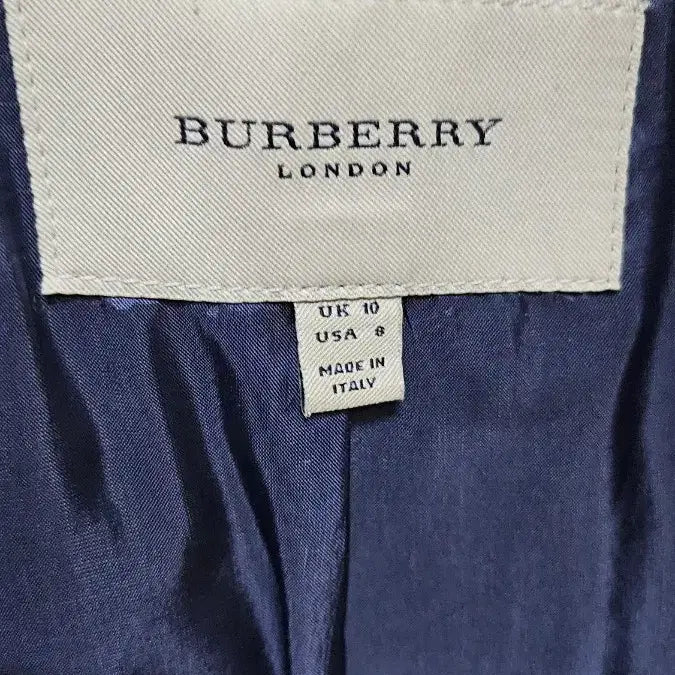 BURBERRY
LONDON
UK 10
USA 8
MADE IN
ITALY